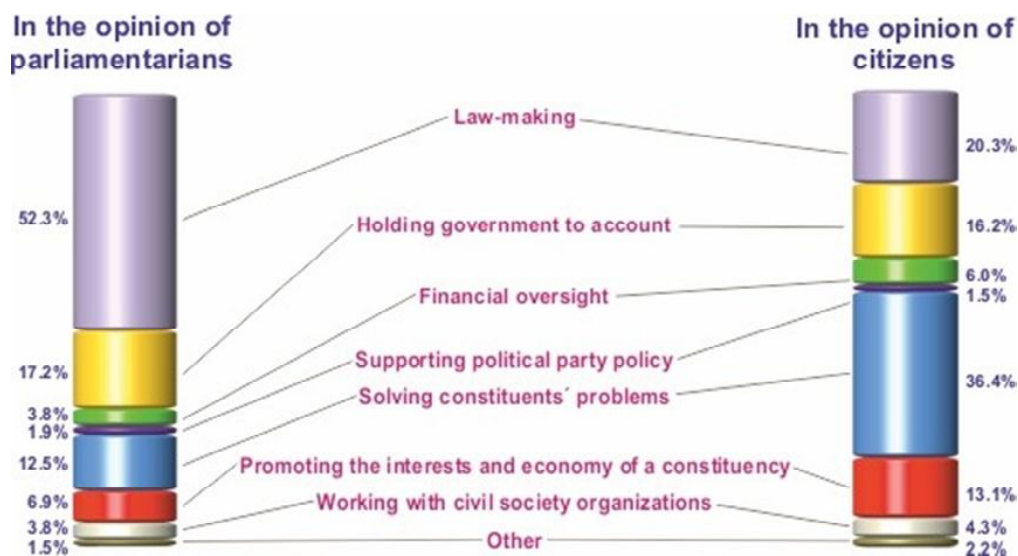 In the opinion of
parliamentarians
In the opinion of
citizens
Law-making
20.3%
52.3%
Holding government to account
16.2%
6.0%
Financial oversight
1.5%
Supporting political party policy
17.2%
36.4%
Solving constituents´ problems
3.8%
1.9%
12.5%
Promoting the interests and economy of a constituency
6.9%
13.1%
Working with civil society organizations
3.8%
4.3%
Other
1.5%
2.2%